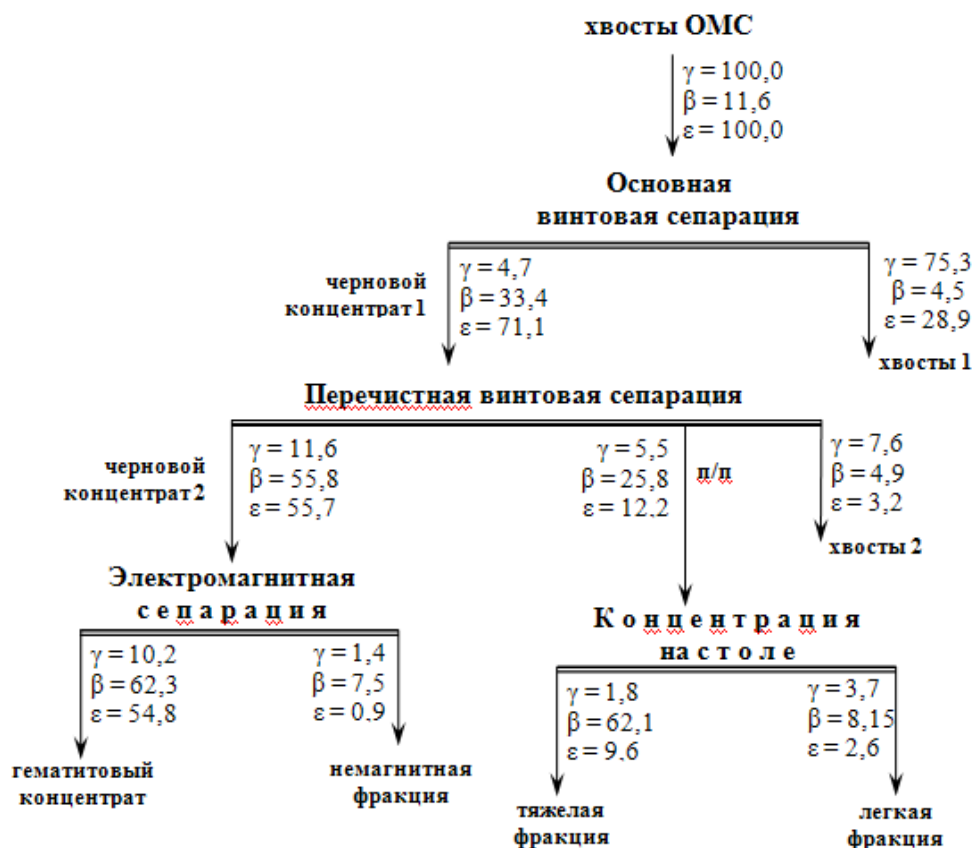 хвосты ОМС
γ = 100,0
β = 11,6
ε = 100,0
Основная
винтовая сепарация
черновой
концентрат 1
γ = 4,7
β = 33,4
ε = 71,1
γ = 75,3
β = 4,5
ε = 28,9
хвосты 1
Перечистная винтовая сепарация
черновой
концентрат 2
γ = 11,6
β = 55,8
ε = 55,7
γ = 5,5
β = 25,8
ε = 12,2
п/п
γ = 7,6
β = 4,9
ε = 3,2
хвосты 2
Электромагнитная
с е п а р а ц и я
γ = 10,2
β = 62,3
ε = 54,8
γ = 1,4
β = 7,5
ε = 0,9
гематитовый
концентрат
немагнитная
фракция
К о н ц е н т р а ц и я
на с т о л е
γ = 1,8
β = 62,1
ε = 9,6
γ = 3,7
β = 8,15
ε = 2,6
тяжелая
фракция
легкая
фракция